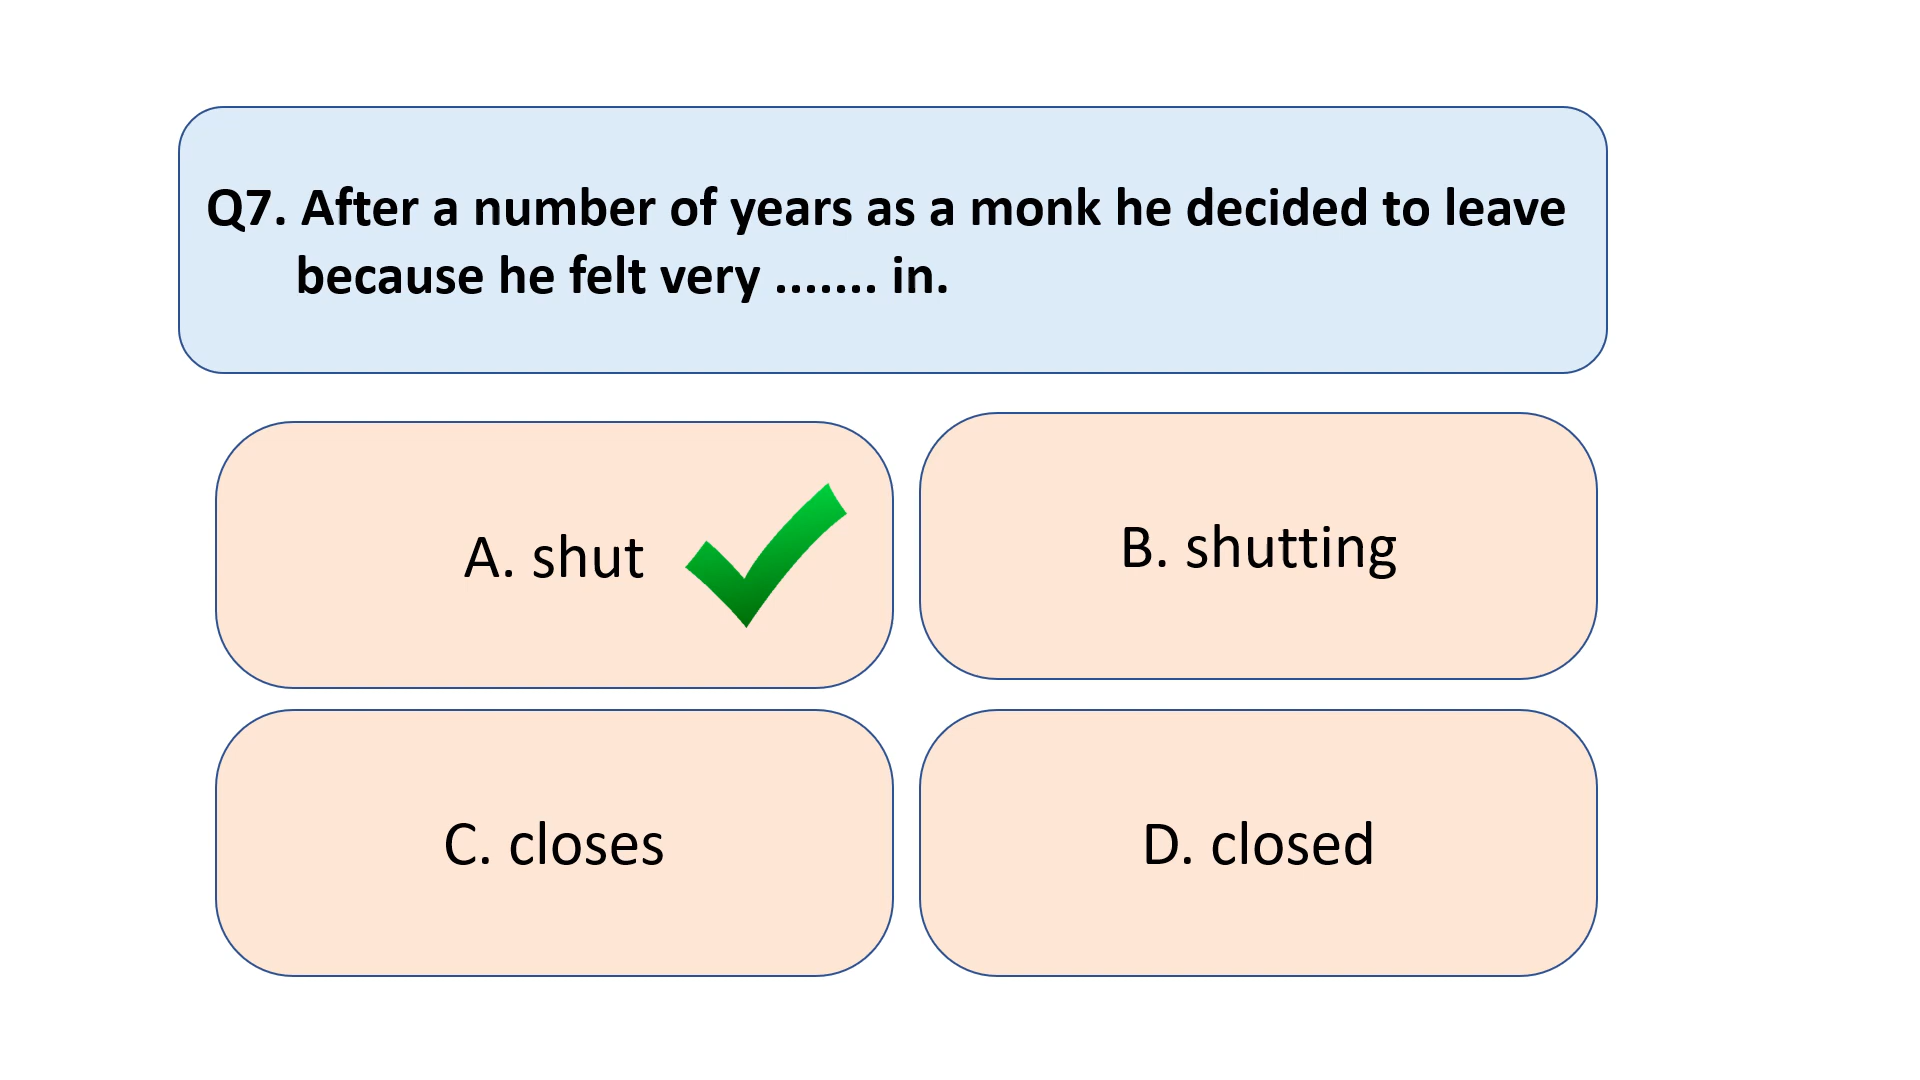 Q7. After a number of years as a monk he decided to leave
because he felt very ....... in.
A. shut
B. shutting
C. closes
D. closed